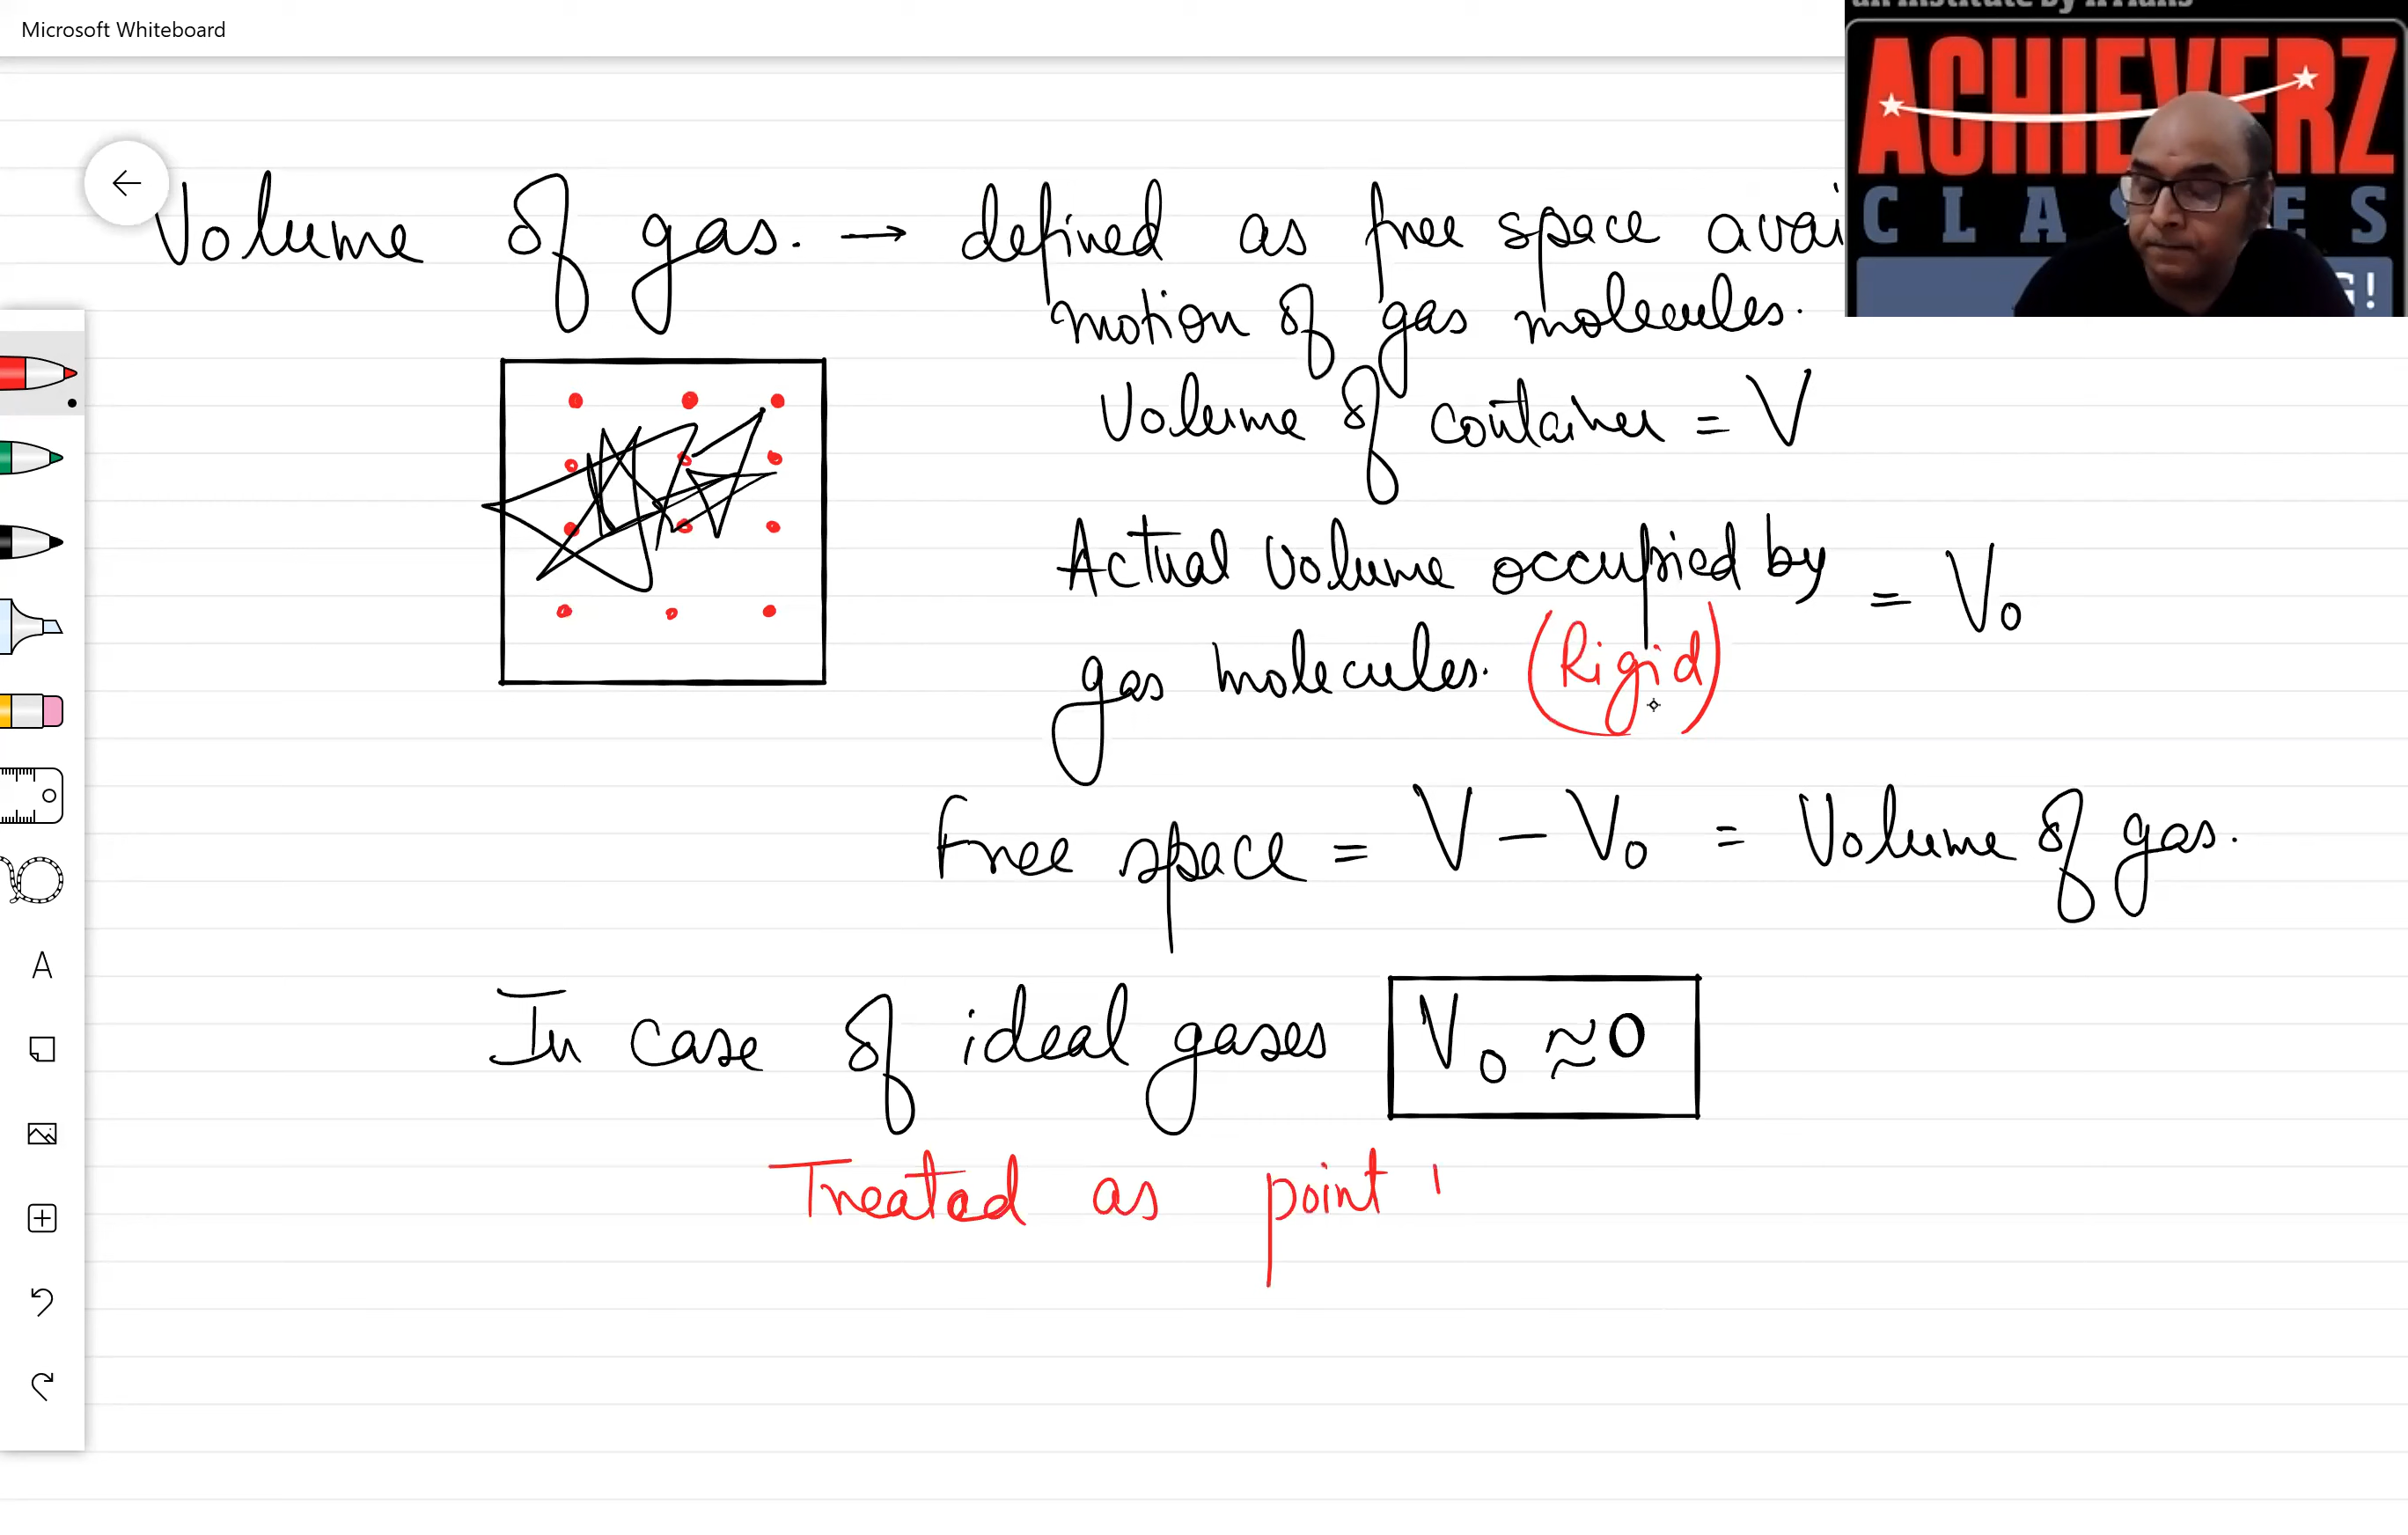 Microsoft Whiteboard
ACHIEVERZ
CLASSES
G!
Volume of gas. → defined as free space avai
motion of gas molecules.
Volume of container = V
Actual volume occupied by = V₀
gas molecules. (Rigid)
Free space = V - V₀ = Volume of gas.
In case of ideal gases V₀ ≈ 0
Treated as point
A